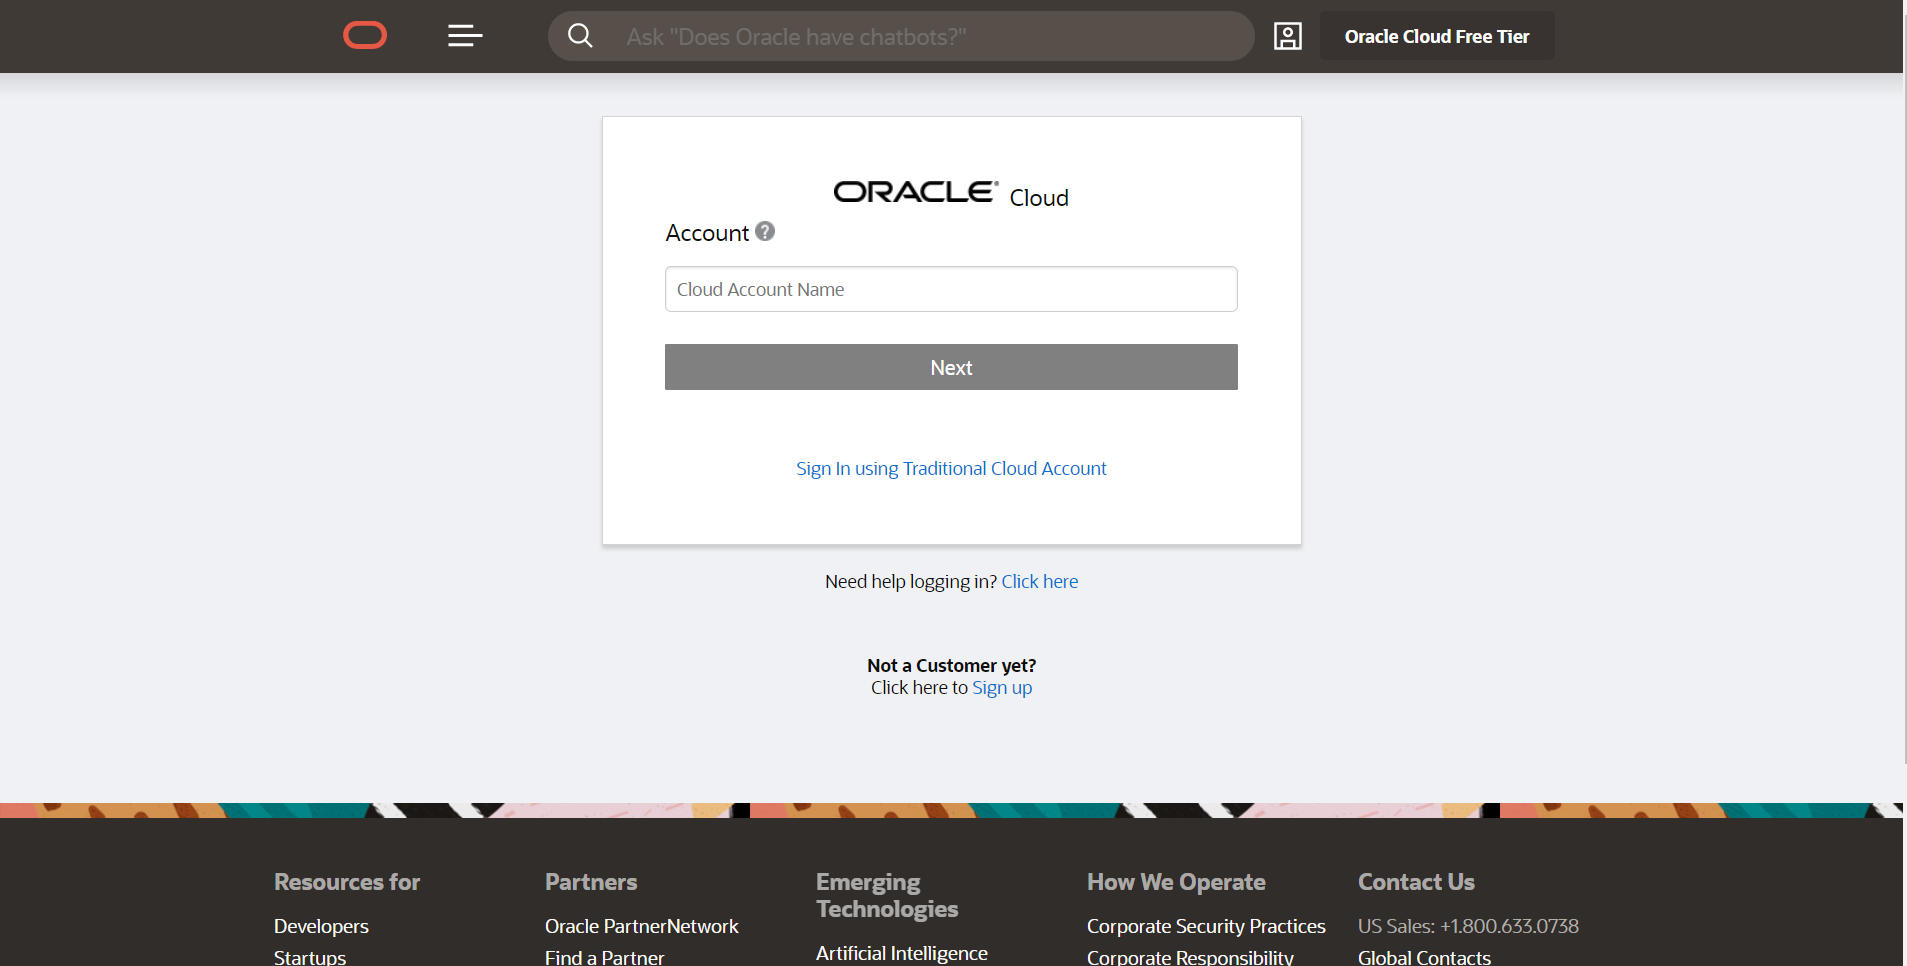 Ask "Does Oracle have chatbots?"
Oracle Cloud Free Tier
ORACLE® Cloud
Account ?
Cloud Account Name
Next
Sign In using Traditional Cloud Account
Need help logging in? Click here
Not a Customer yet?
Click here to Sign up
Resources for
Developers
Startups
Partners
Oracle PartnerNetwork
Find a Partner
Emerging
Technologies
Artificial Intelligence
How We Operate
Corporate Security Practices
Corporate Responsibility
Contact Us
US Sales: +1.800.633.0738
Global Contacts